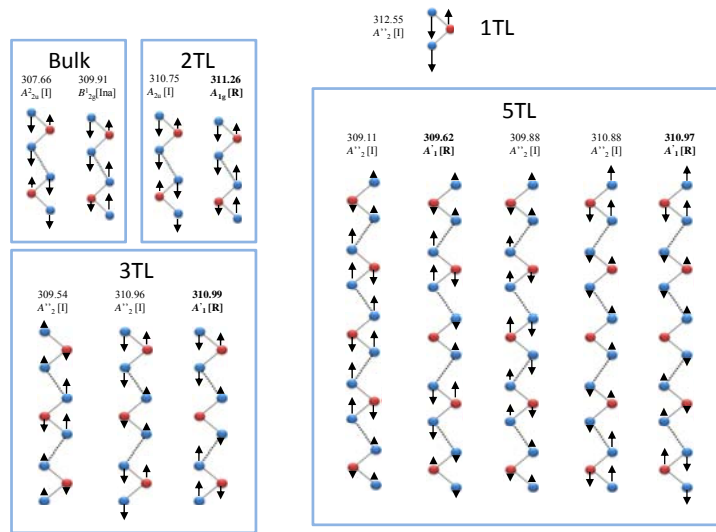 312.55
A''₂ [I]
1TL
Bulk
307.66
A²₂ᵤ [I]
309.91
B¹₂g[Ina]
2TL
310.75
A₂ᵤ [I]
311.26
A₁g [R]
5TL
309.11
A''₂ [I]
309.62
A'₁ [R]
309.88
A''₂ [I]
310.88
A''₂ [I]
310.97
A'₁ [R]
3TL
309.54
A''₂ [I]
310.96
A''₂ [I]
310.99
A'₁ [R]